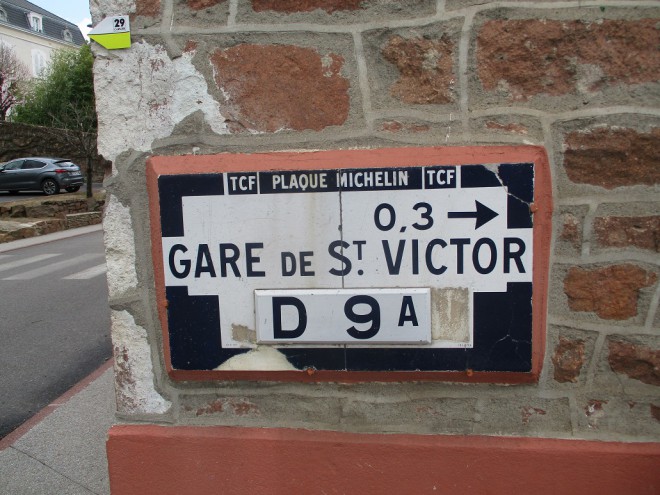 29
TCF PLAQUE MICHELIN TCF
0,3 →
GARE DE ST. VICTOR
D 9 A